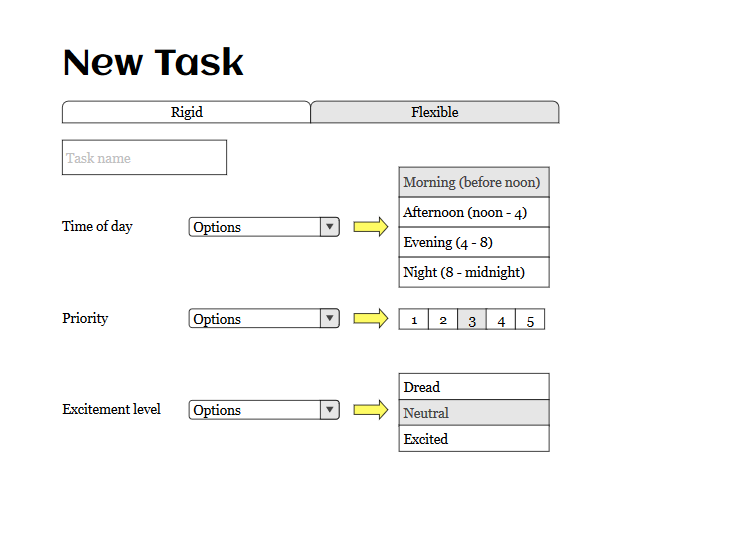 New Task
Rigid
Flexible
Task name
Time of day
Options
Morning (before noon)
Afternoon (noon - 4)
Evening (4 - 8)
Night (8 - midnight)
Priority
Options
1 2 3 4 5
Excitement level
Options
Dread
Neutral
Excited